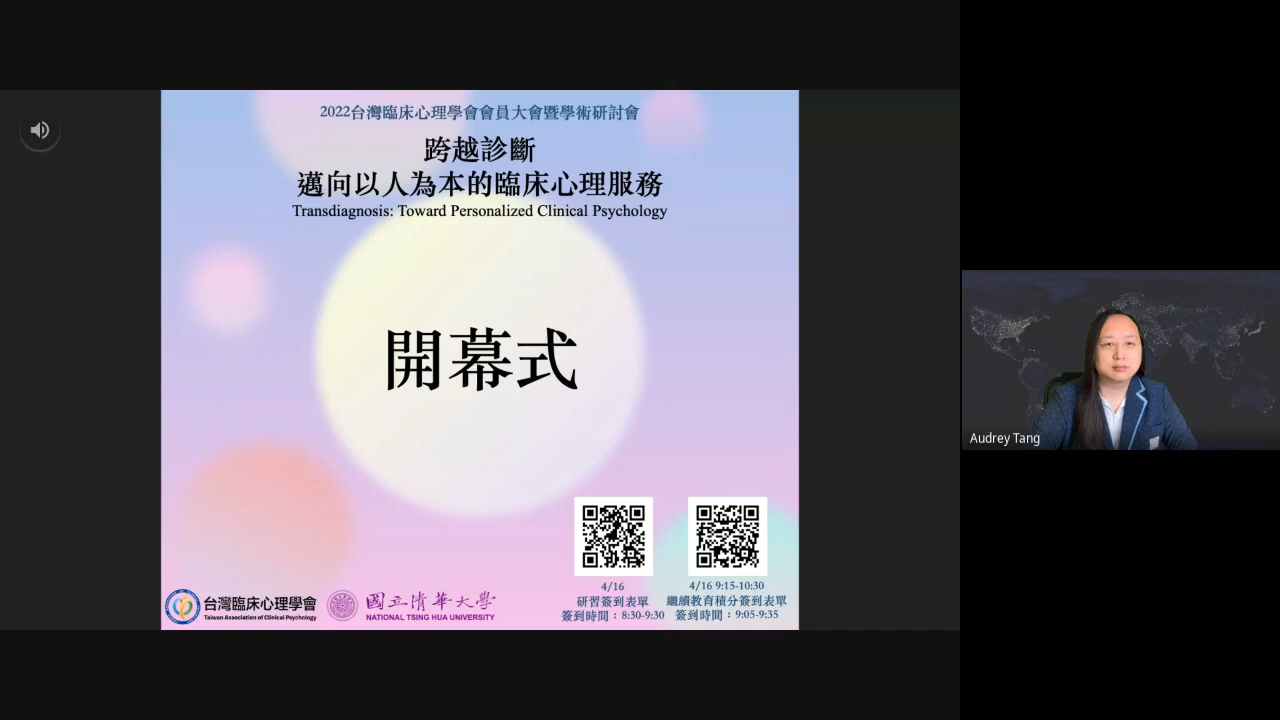 2022台灣臨床心理學會會員大會暨學術研討會
跨越診斷
邁向以人為本的臨床心理服務
Transdiagnosis: Toward Personalized Clinical Psychology
開幕式
4/16
研習簽到表單
簽到時間：8:30-9:30
4/16 9:15-10:30
繼續教育積分簽到表單
簽到時間：9:05-9:35
台灣臨床心理學會
Taiwan Association of Clinical Psychology
國立清華大學
NATIONAL TSING HUA UNIVERSITY
Audrey Tang